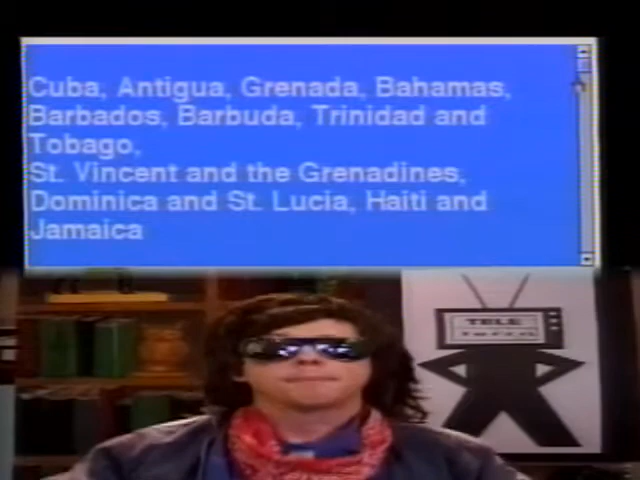 Cuba, Antigua, Grenada, Bahamas,
Barbados, Barbuda, Trinidad and
Tobago,
St. Vincent and the Grenadines,
Dominica and St. Lucia, Haiti and
Jamaica
TELE